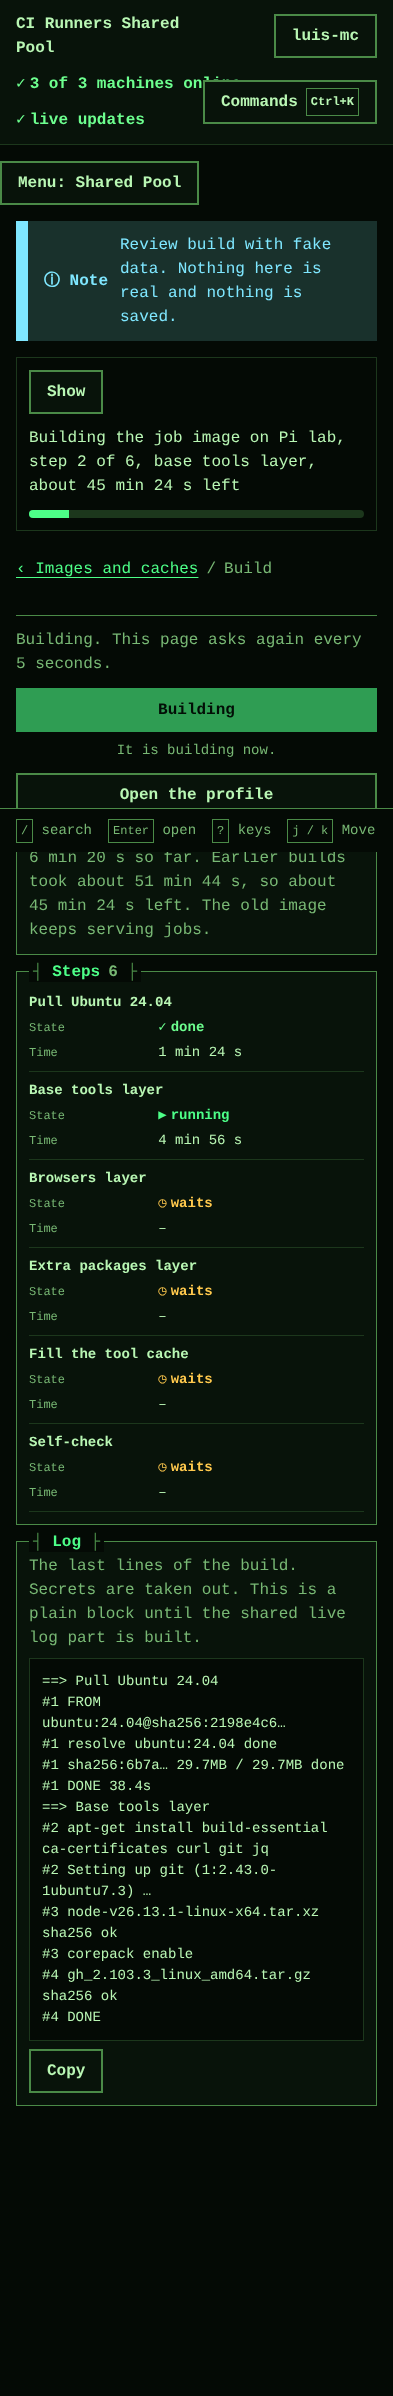 CI Runners Shared
Pool
luis-mc
✓ 3 of 3 machines
Commands Ctrl+K
✓ live updates
Menu: Shared Pool
ⓘ Note
Review build with fake
data. Nothing here is
real and nothing is
saved.
Show
Building the job image on Pi lab,
step 2 of 6, base tools layer,
about 45 min 24 s left
‹ Images and caches / Build
Building. This page asks again every
5 seconds.
Building
It is building now.
Open the profile
/ search Enter open ? keys j / k Move
6 min 20 s so far. Earlier builds
took about 51 min 44 s, so about
45 min 24 s left. The old image
keeps serving jobs.
Steps 6
Pull Ubuntu 24.04
State ✓ done
Time 1 min 24 s
Base tools layer
State ▶ running
Time 4 min 56 s
Browsers layer
State ◷ waits
Time –
Extra packages layer
State ◷ waits
Time –
Fill the tool cache
State ◷ waits
Time –
Self-check
State ◷ waits
Time –
Log
The last lines of the build.
Secrets are taken out. This is a
plain block until the shared live
log part is built.
==> Pull Ubuntu 24.04
#1 FROM
ubuntu:24.04@sha256:2198e4c6…
#1 resolve ubuntu:24.04 done
#1 sha256:6b7a… 29.7MB / 29.7MB done
#1 DONE 38.4s
==> Base tools layer
#2 apt-get install build-essential
ca-certificates curl git jq
#2 Setting up git (1:2.43.0-
1ubuntu7.3) …
#3 node-v26.13.1-linux-x64.tar.xz
sha256 ok
#3 corepack enable
#4 gh_2.103.3_linux_amd64.tar.gz
sha256 ok
#4 DONE
Copy